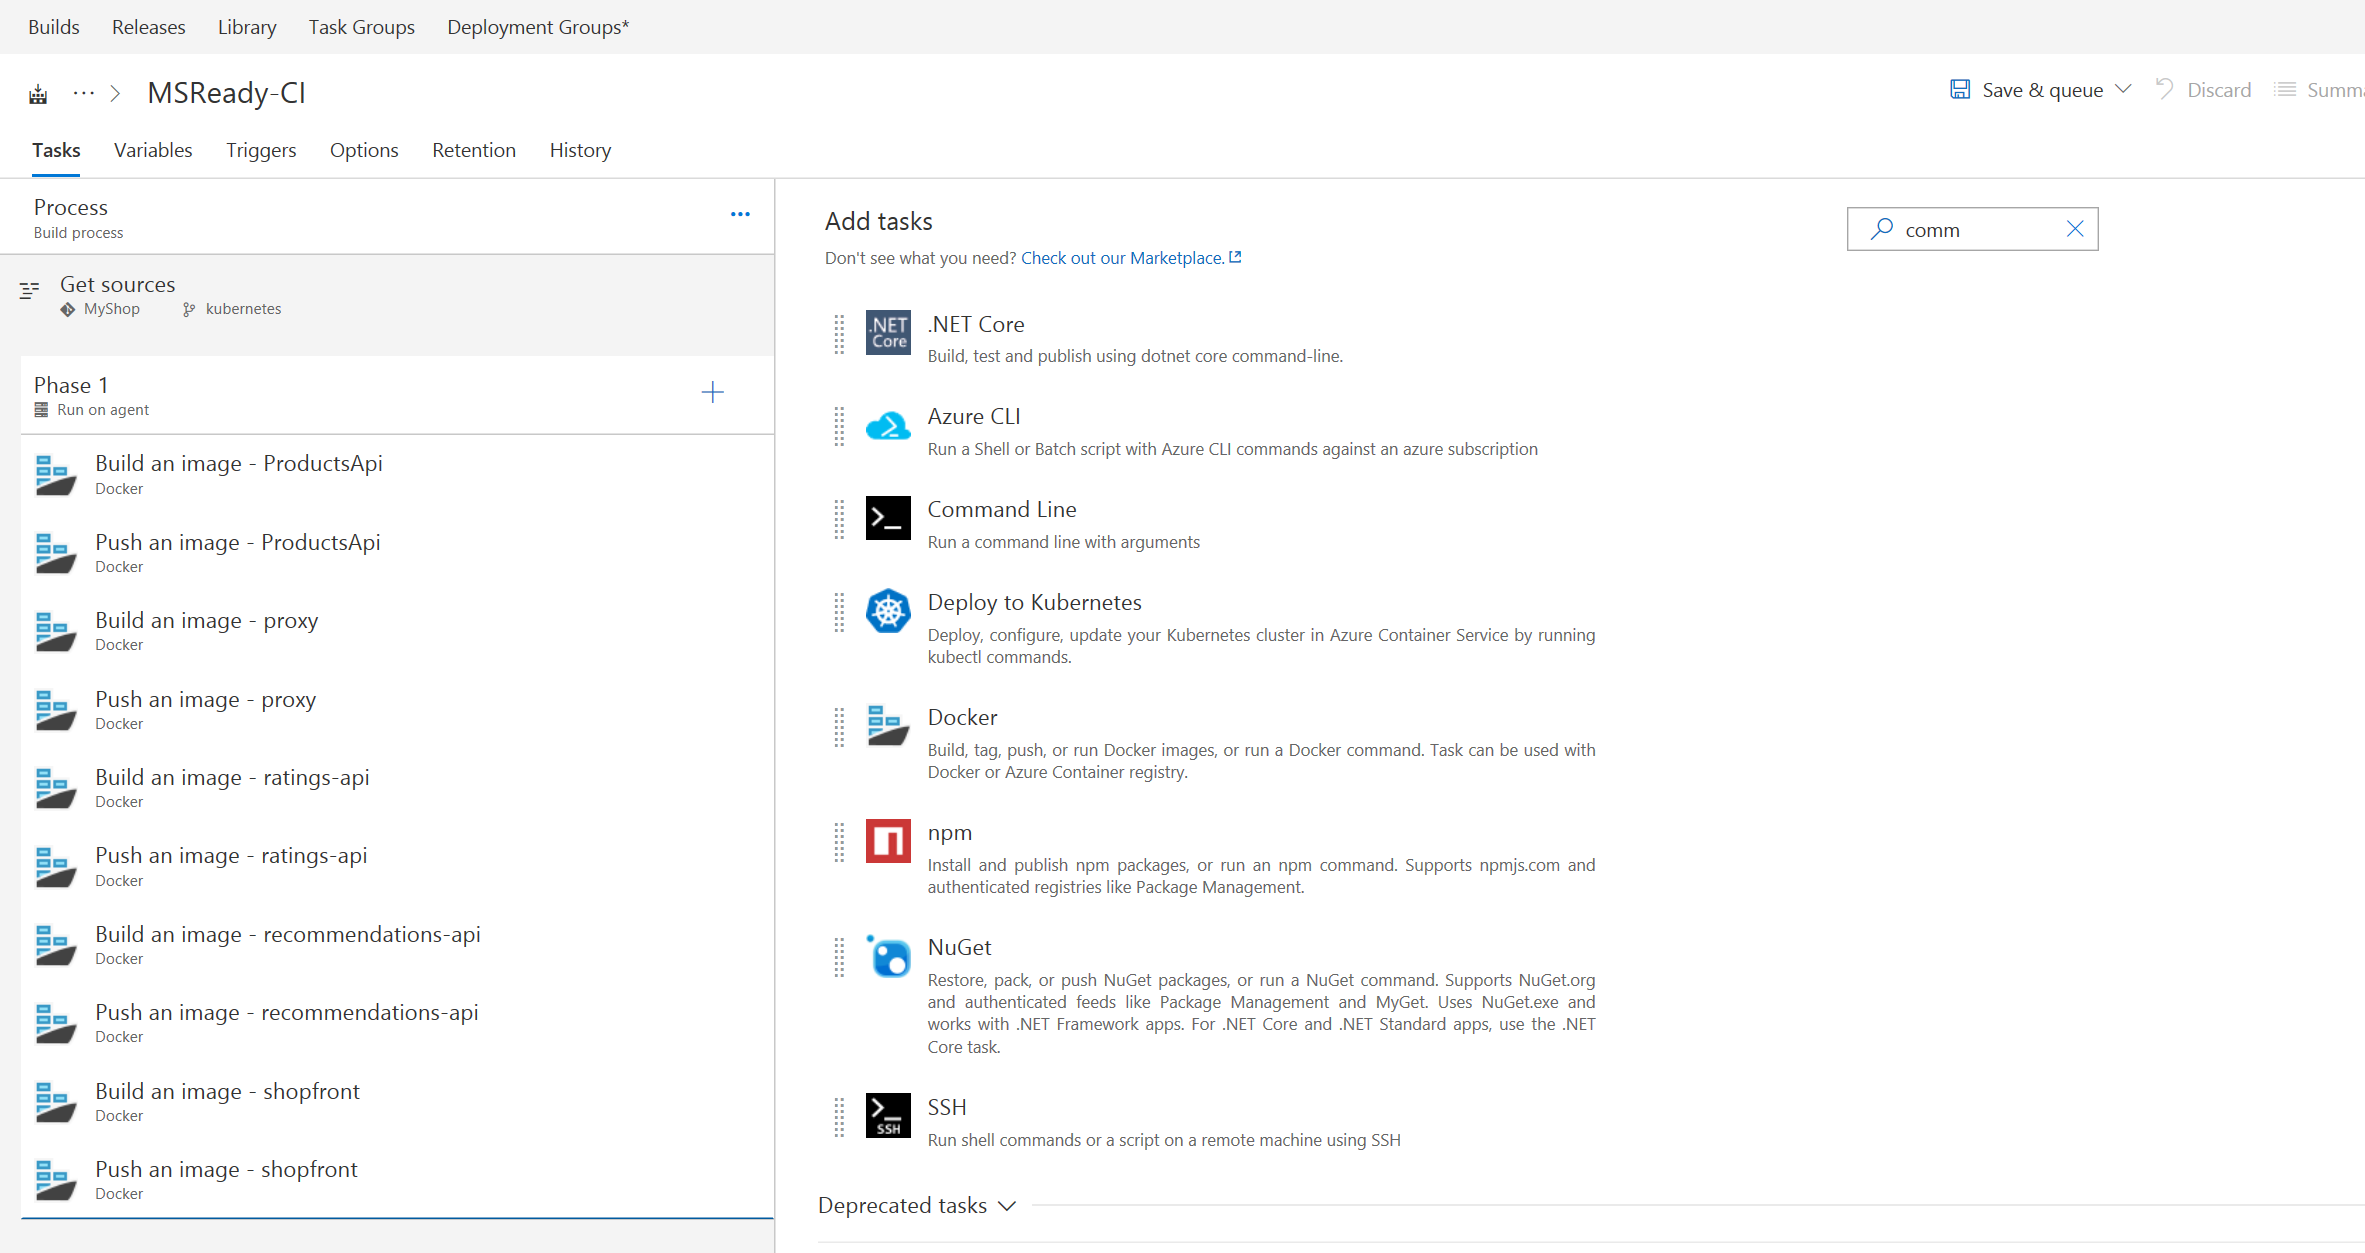 Builds Releases Library Task Groups Deployment Groups*
... > MSReady-CI
Save & queue Discard
Tasks Variables Triggers Options Retention History
Process
Build process
Get sources
MyShop kubernetes
Phase 1
Run on agent
Build an image - ProductsApi
Docker
Push an image - ProductsApi
Docker
Build an image - proxy
Docker
Push an image - proxy
Docker
Build an image - ratings-api
Docker
Push an image - ratings-api
Docker
Build an image - recommendations-api
Docker
Push an image - recommendations-api
Docker
Build an image - shopfront
Docker
Push an image - shopfront
Docker
Add tasks
comm
Don't see what you need? Check out our Marketplace.
.NET
Core
.NET Core
Build, test and publish using dotnet core command-line.
Azure CLI
Run a Shell or Batch script with Azure CLI commands against an azure subscription
Command Line
Run a command line with arguments
Deploy to Kubernetes
Deploy, configure, update your Kubernetes cluster in Azure Container Service by running
kubectl commands.
Docker
Build, tag, push, or run Docker images, or run a Docker command. Task can be used with
Docker or Azure Container registry.
npm
Install and publish npm packages, or run an npm command. Supports npmjs.com and
authenticated registries like Package Management.
NuGet
Restore, pack, or push NuGet packages, or run a NuGet command. Supports NuGet.org
and authenticated feeds like Package Management and MyGet. Uses NuGet.exe and
works with .NET Framework apps. For .NET Core and .NET Standard apps, use the .NET
Core task.
SSH
SSH
Run shell commands or a script on a remote machine using SSH
Deprecated tasks